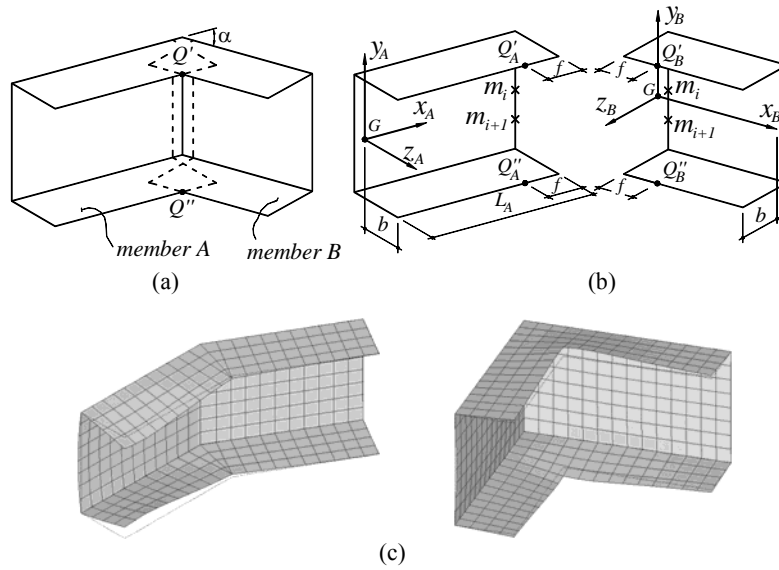 α
Q'
Q''
member A
member B
(a)
y_A
x_A
G
z_A
Q'_A
m_i
m_{i+1}
Q''_A
f
f
f
f
L_A
b
y_B
Q'_B
G
m_i
z_B
x_B
m_{i+1}
Q''_B
b
(b)
(c)